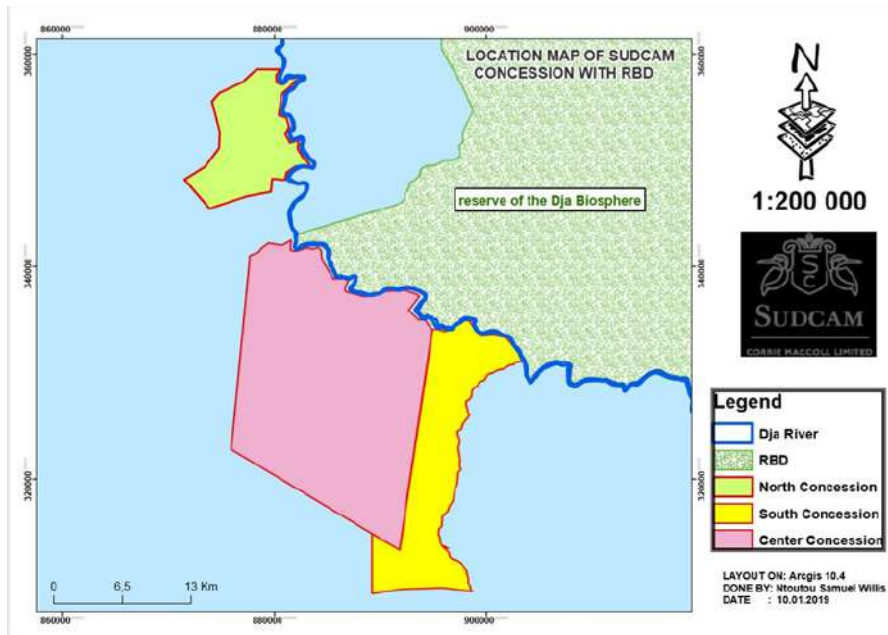 860000
880000
900000
360000
360000
LOCATION MAP OF SUDCAM
CONCESSION WITH RBD
N
reserve of the Dja Biosphere
1:200 000
340000
340000
S
C
SUDCAM
CORRIE MACCOLL LIMITED
Legend
Dja River
RBD
North Concession
South Concession
Center Concession
320000
320000
0 6,5 13 Km
LAYOUT ON: Arcgis 10.4
DONE BY: Ntoutou Samuel Willis
DATE : 10.01.2019
860000
880000
900000